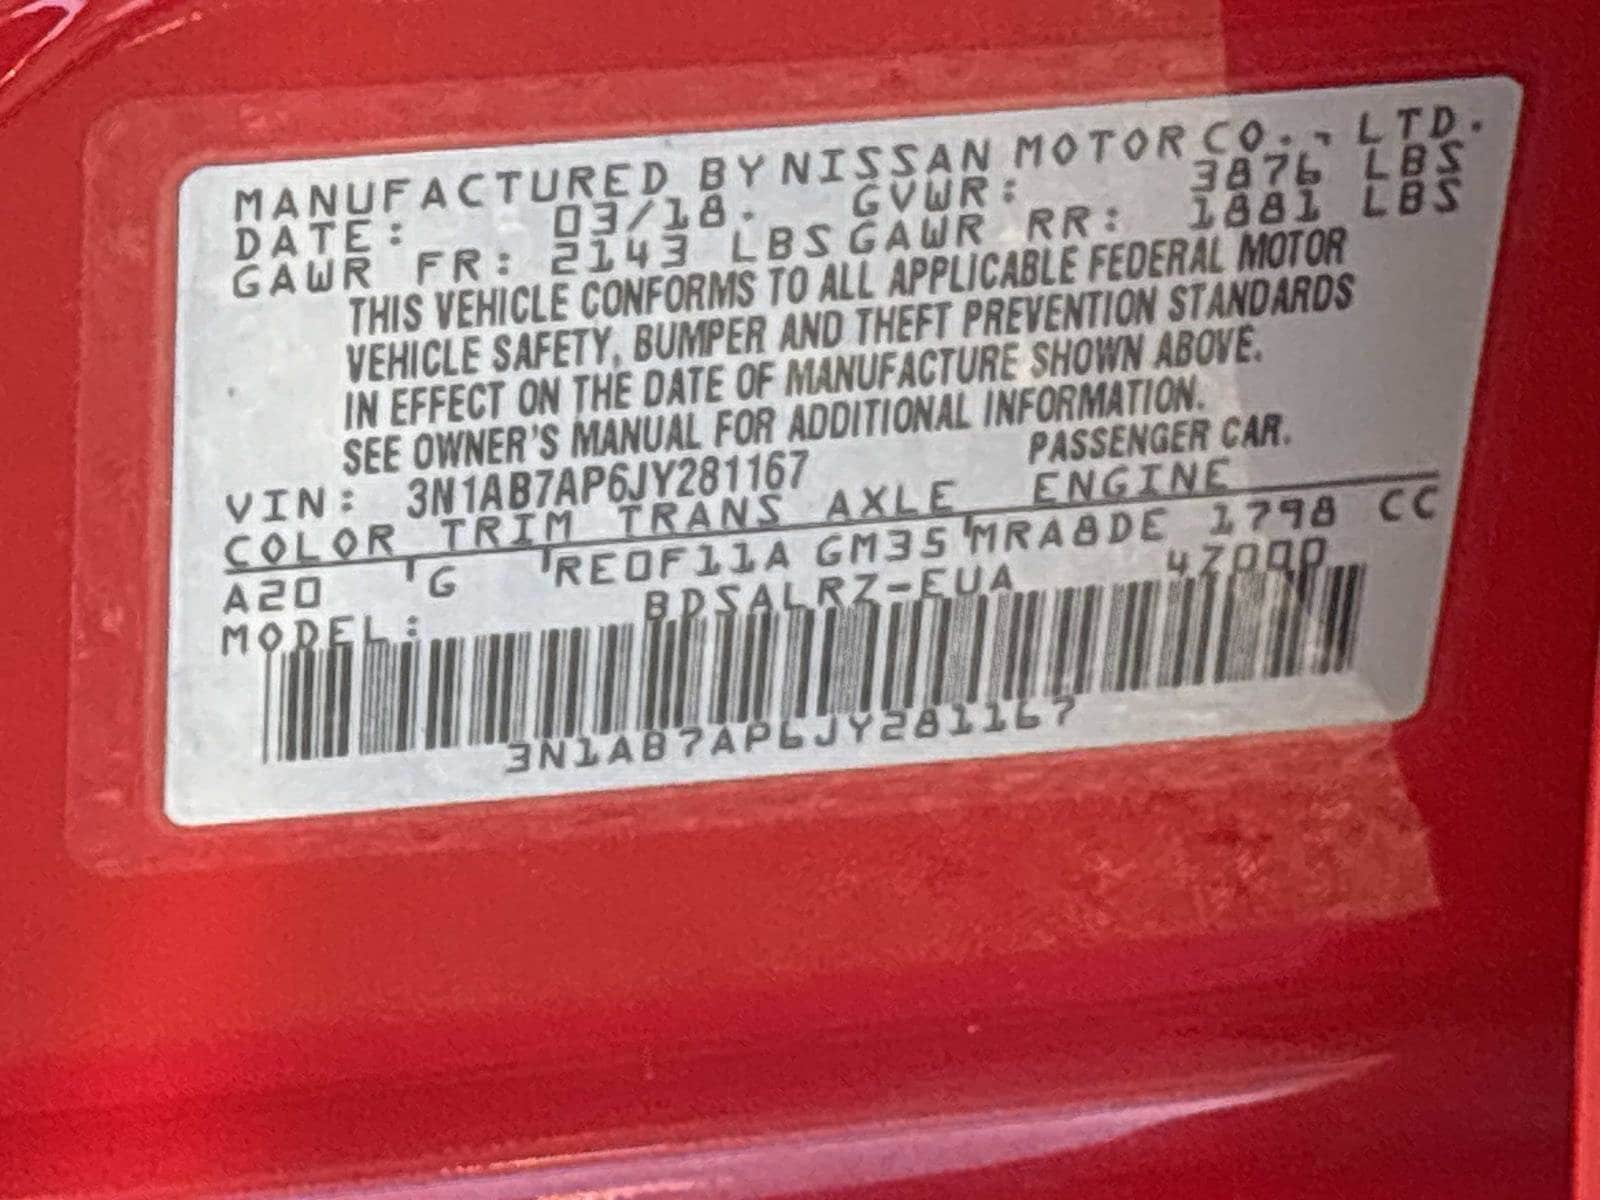 MANUFACTURED BY NISSAN MOTOR CO., LTD.
DATE: 03/18. GVWR: 3876 LBS
GAWR FR: 2143 LBS GAWR RR: 1881 LBS
THIS VEHICLE CONFORMS TO ALL APPLICABLE FEDERAL MOTOR
VEHICLE SAFETY, BUMPER AND THEFT PREVENTION STANDARDS
IN EFFECT ON THE DATE OF MANUFACTURE SHOWN ABOVE.
SEE OWNER'S MANUAL FOR ADDITIONAL INFORMATION.
VIN: 3N1AB7AP6JY281167 PASSENGER CAR.
COLOR TRIM TRANS AXLE ENGINE
A20 G RE0F11A GM35 MRA8DE 1798 CC
MODEL: BDSALRZ-EUA 47000
3N1AB7AP6JY281167